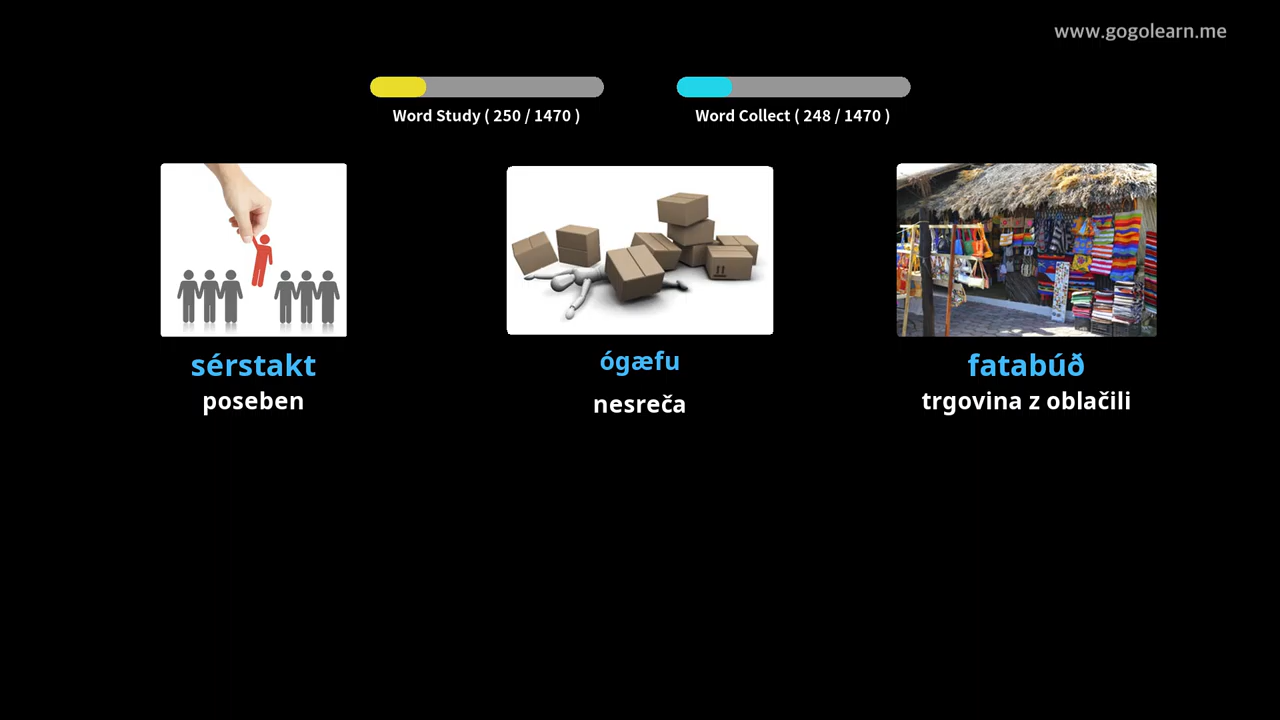 www.gogolearn.me
Word Study ( 250 / 1470 )
Word Collect ( 248 / 1470 )
sérstakt
poseben
ógæfu
nesreča
fatabúð
trgovina z oblačili